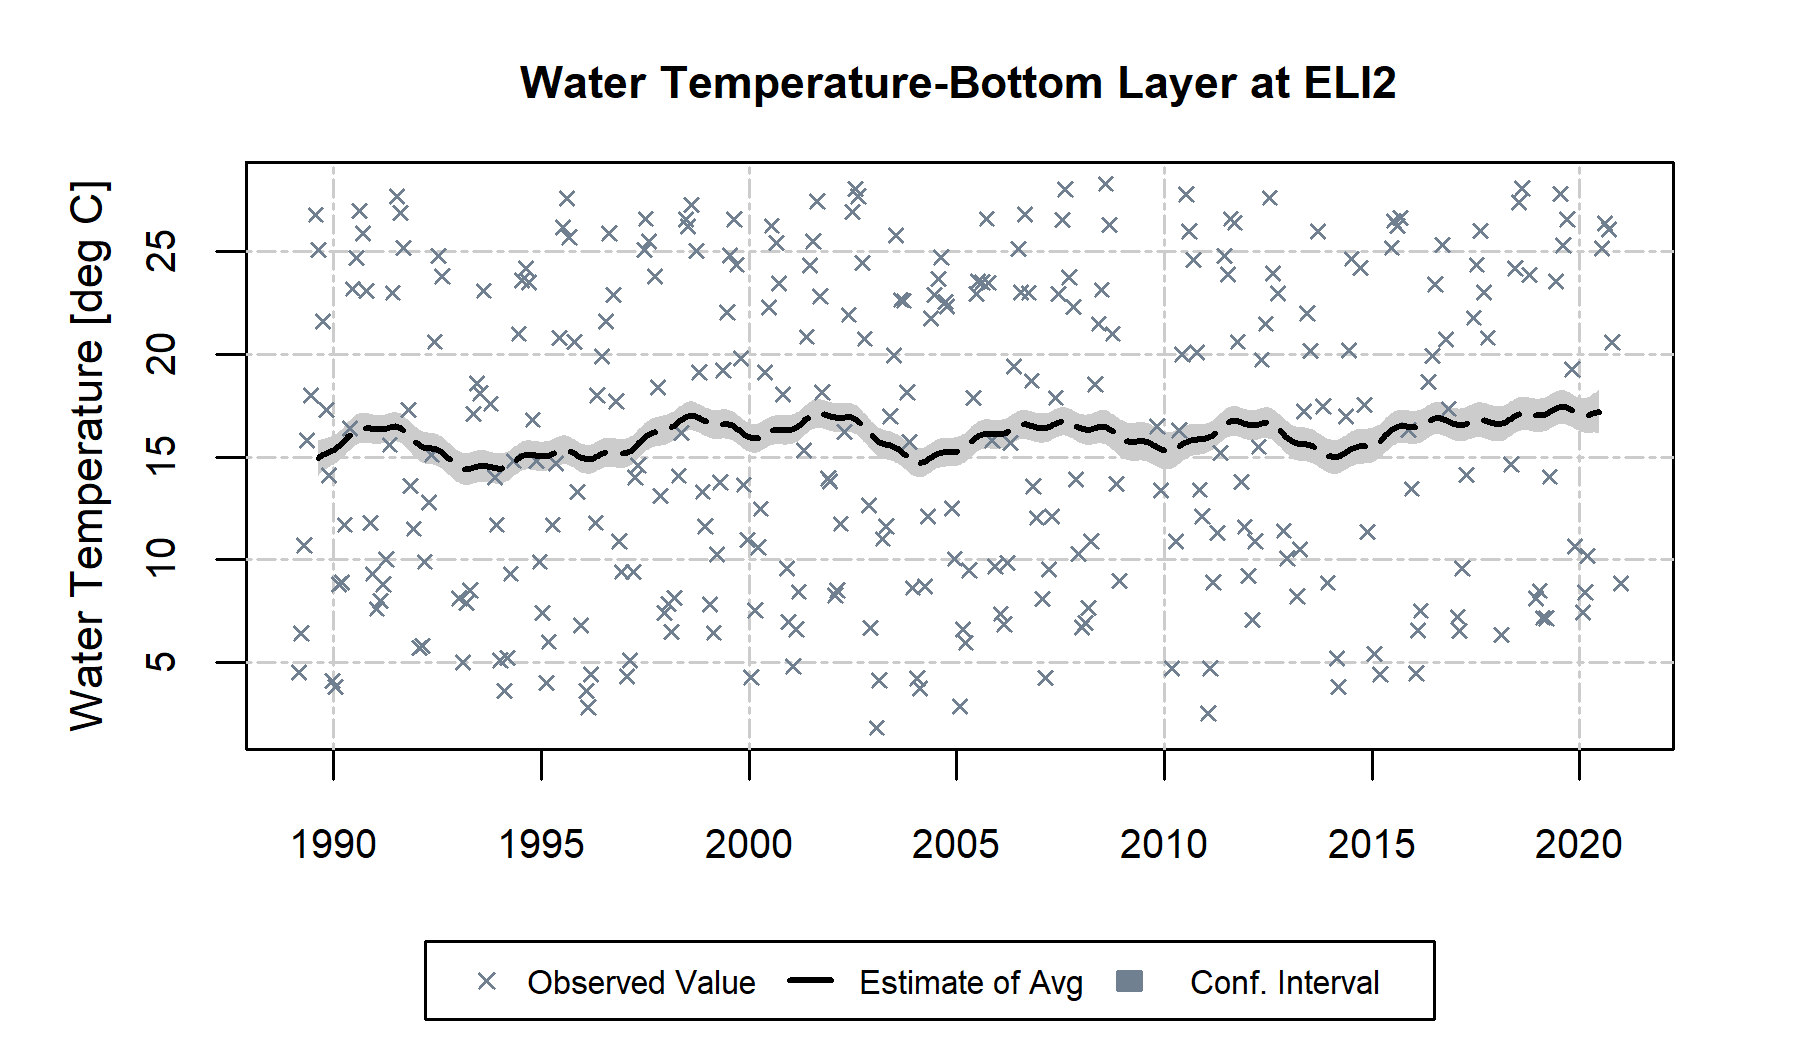 Water Temperature-Bottom Layer at ELI2
Water Temperature [deg C]
25
20
15
10
5
1990 1995 2000 2005 2010 2015 2020
Observed Value Estimate of Avg Conf. Interval